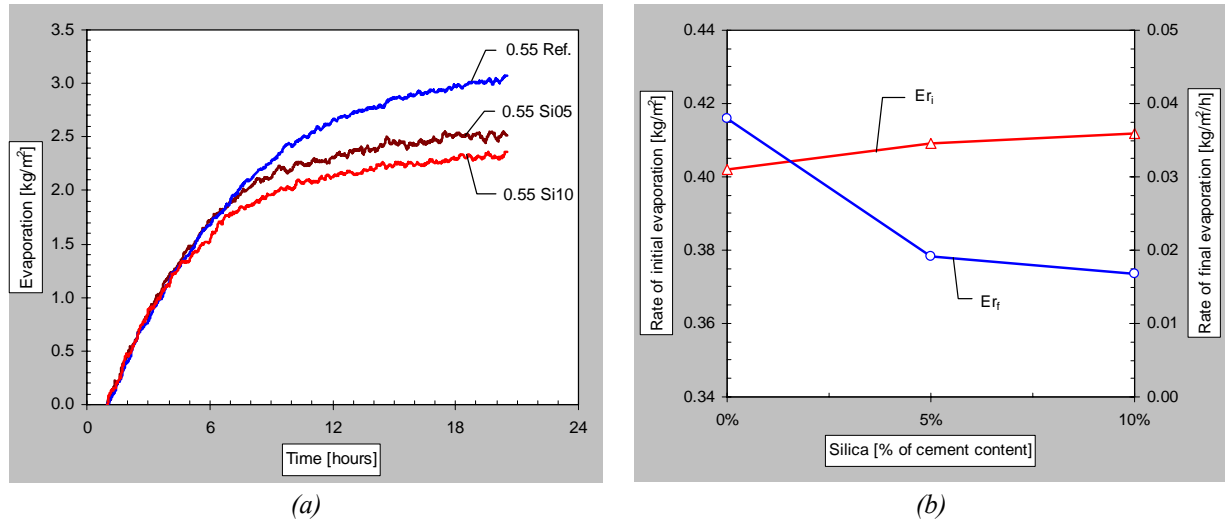 3.5
3.0
2.5
2.0
1.5
1.0
0.5
0.0
Evaporation [kg/m²]
0.55 Ref.
0.55 Si05
0.55 Si10
0
6
12
18
24
Time [hours]
(a)
0.44
0.42
0.40
0.38
0.36
0.34
Rate of initial evaporation [kg/m²]
Er_i
Er_f
0.05
0.04
0.03
0.02
0.01
0.00
Rate of final evaporation [kg/m²/h]
0%
5%
10%
Silica [% of cement content]
(b)